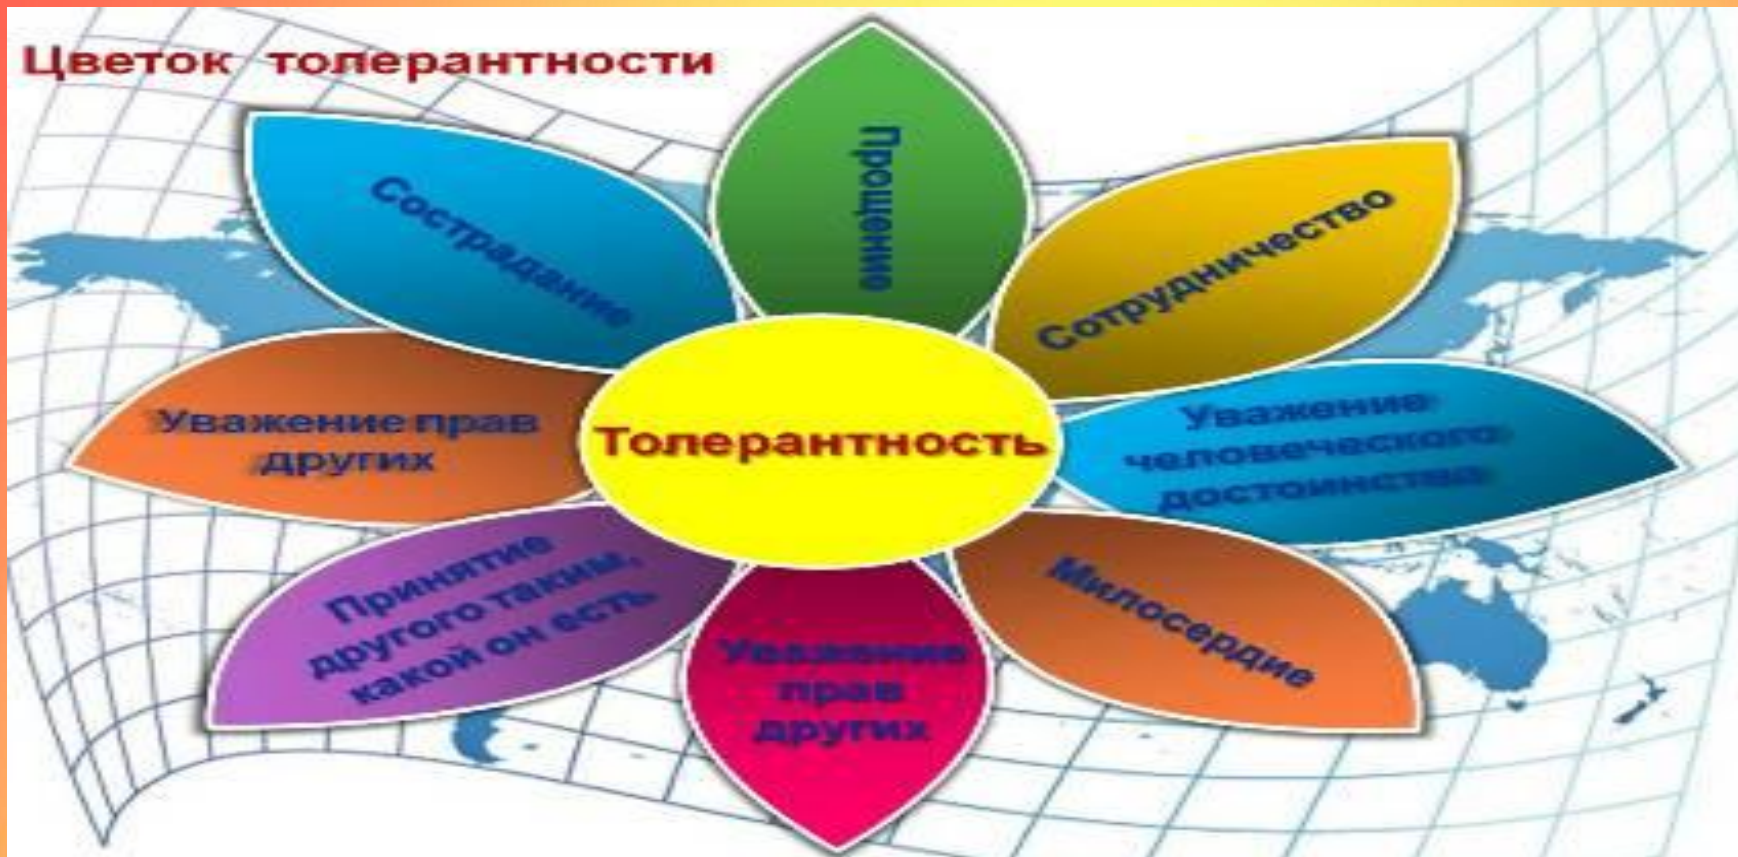 Цветок толерантности
Прощение
Сострадание
Сотрудничество
Уважение прав
других
Толерантность
Уважение
человеческого
достоинства
Принятие
другого таким,
какой он есть
Милосердие
Уважение
прав
других